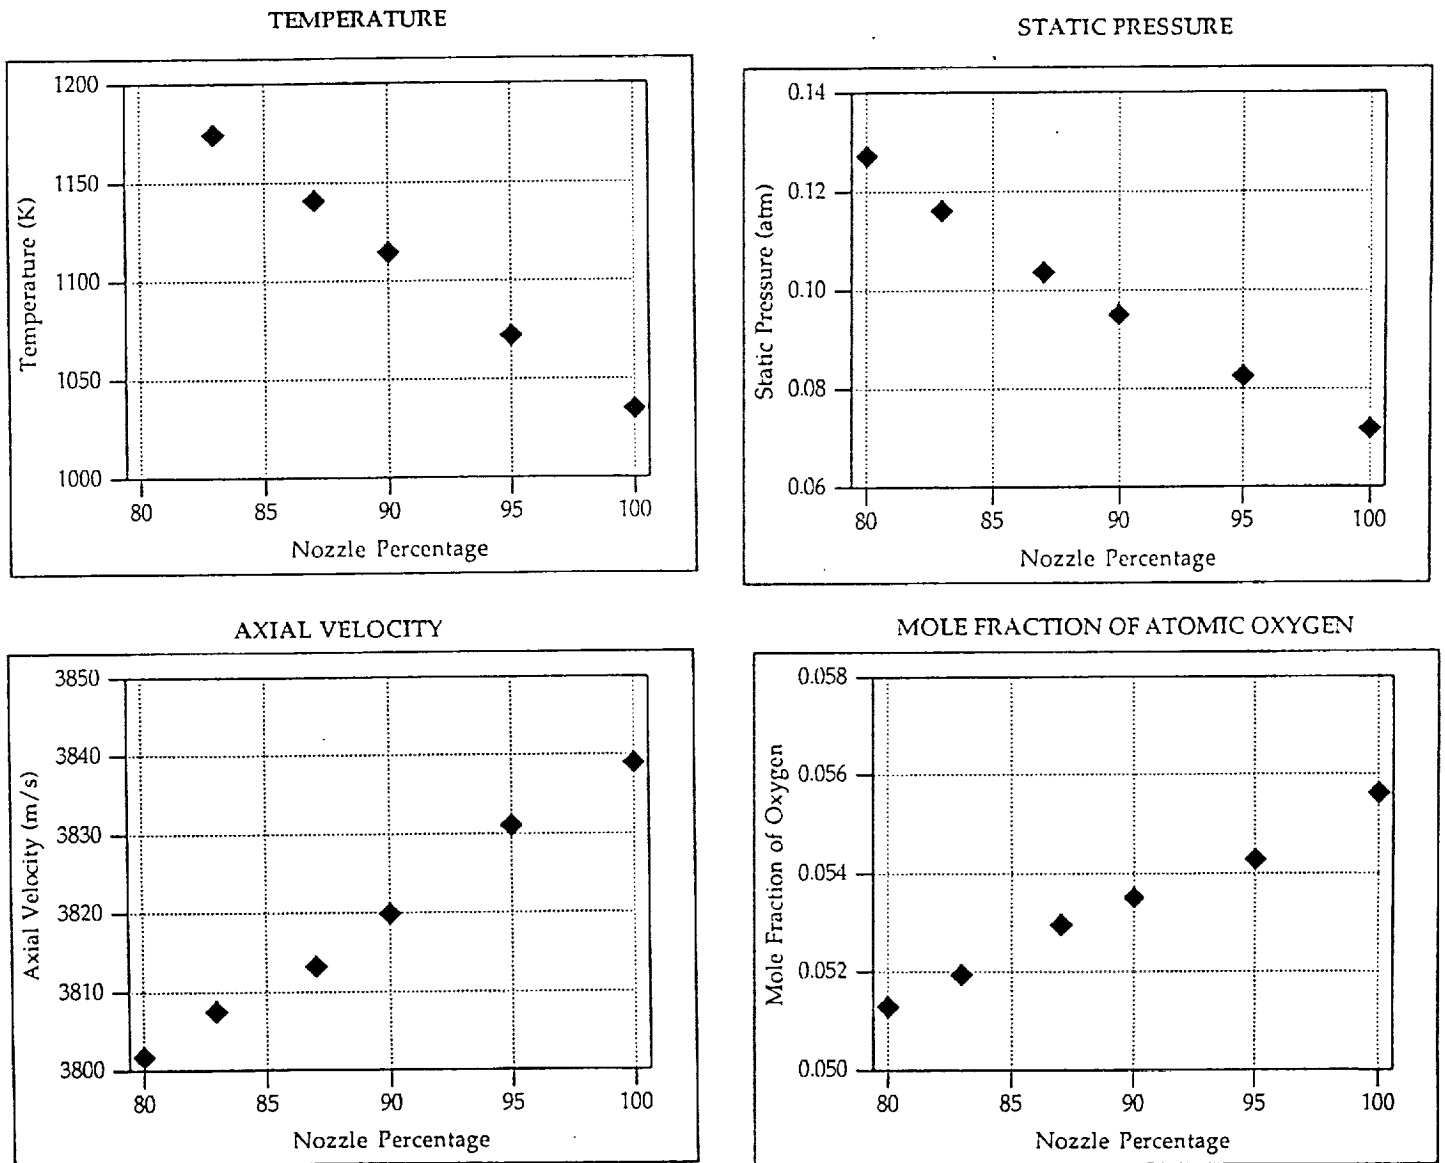 TEMPERATURE
1200
1150
1100
1050
1000
Temperature (K)
80 85 90 95 100
Nozzle Percentage
STATIC PRESSURE
0.14
0.12
0.10
0.08
0.06
Static Pressure (atm)
80 85 90 95 100
Nozzle Percentage
AXIAL VELOCITY
3850
3840
3830
3820
3810
3800
Axial Velocity (m/s)
80 85 90 95 100
Nozzle Percentage
MOLE FRACTION OF ATOMIC OXYGEN
0.058
0.056
0.054
0.052
0.050
Mole Fraction of Oxygen
80 85 90 95 100
Nozzle Percentage